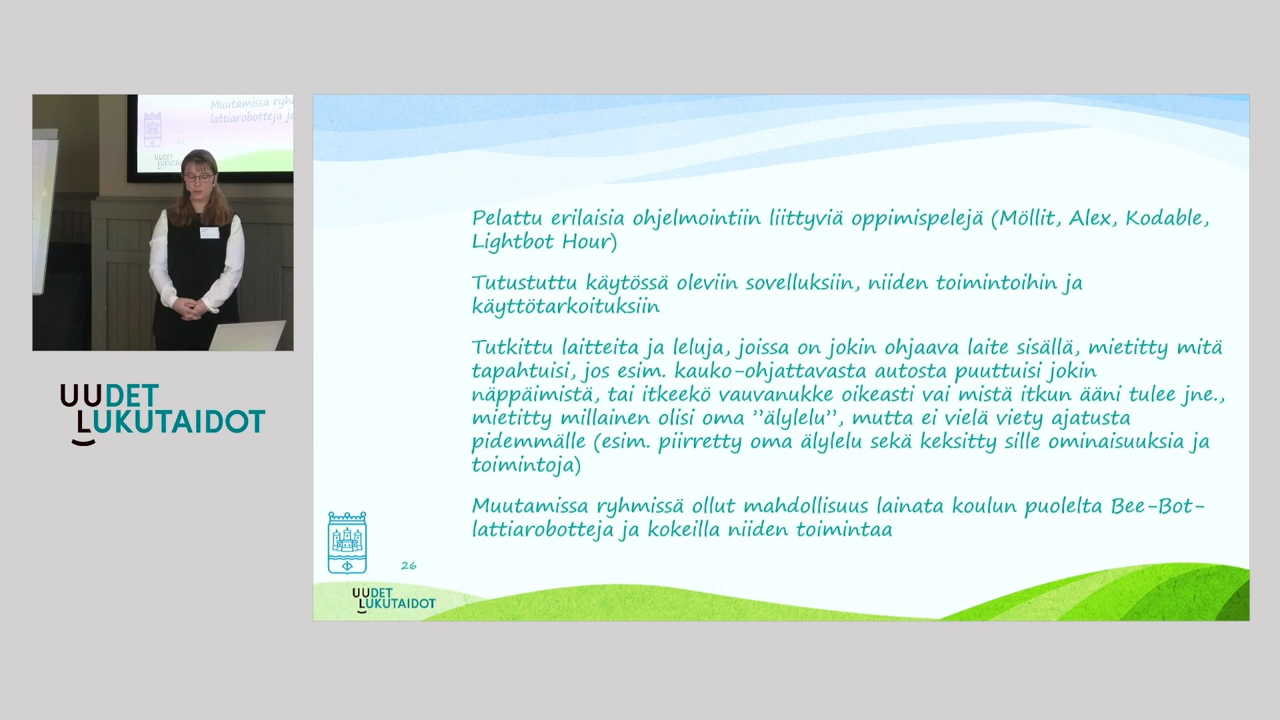 Muutamissa ryh
lattiarobotteja jo
UUDET
LUKUTAIDOT
Pelattu erilaisia ohjelmointiin liittyviä oppimispelejä (Möllit, Alex, Kodable,
Lightbot Hour)
Tutustuttu käytössä oleviin sovelluksiin, niiden toimintoihin ja
käyttötarkoituksiin
Tutkittu laitteita ja leluja, joissa on jokin ohjaava laite sisällä, mietitty mitä
tapahtuisi, jos esim. kauko-ohjattavasta autosta puuttuisi jokin
näppäimistä, tai itkeekö vauvanukke oikeasti vai mistä itkun ääni tulee jne.,
mietitty millainen olisi oma ”älylelu”, mutta ei vielä viety ajatusta
pidemmälle (esim. piirretty oma älylelu sekä keksitty sille ominaisuuksia ja
toimintoja)
Muutamissa ryhmissä ollut mahdollisuus lainata koulun puolelta Bee-Bot-
lattiarobotteja ja kokeilla niiden toimintaa
26
UUDET
LUKUTAIDOT